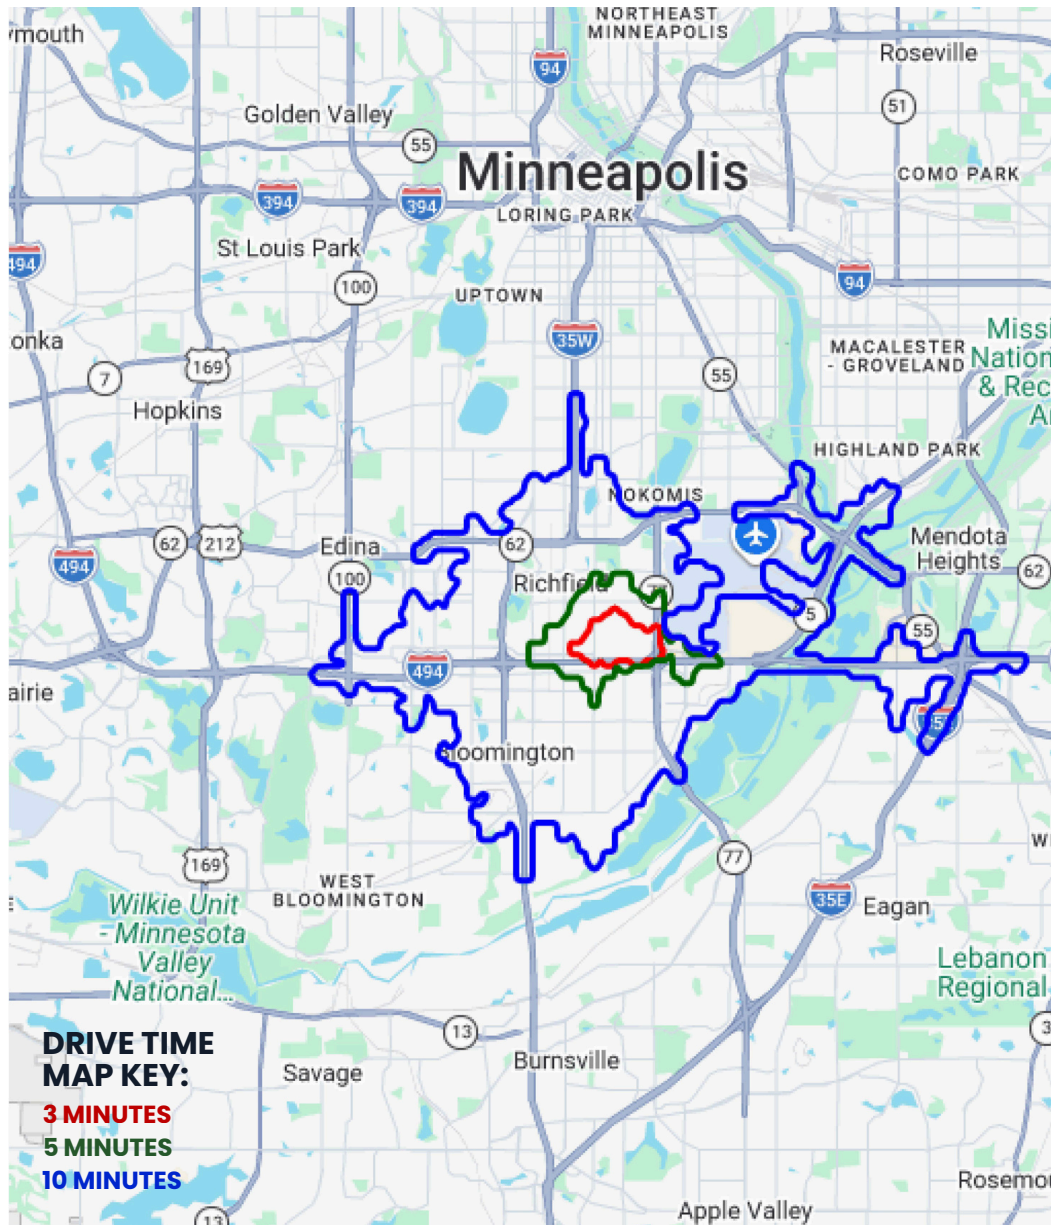 NORTHEAST
MINNEAPOLIS
ymouth
Roseville
94
51
Golden Valley
55
Minneapolis
COMO PARK
394
394
LORING PARK
St Louis Park
494
94
100
UPTOWN
35W
Missi
onka
MACALESTER
- GROVELAND
Nation
& Rec
A
169
7
55
Hopkins
HIGHLAND PARK
NOKOMIS
62
212
62
Edina
Mendota
Heights
494
100
Richfield
62
5
55
494
airie
Bloomington
77
169
W
WEST
BLOOMINGTON
35E
Eagan
Wilkie Unit
- Minnesota
Valley
National...
Lebanon
Regional
13
3
DRIVE TIME
MAP KEY:
Burnsville
Savage
3 MINUTES
5 MINUTES
10 MINUTES
Rosemou
13
Apple Valley